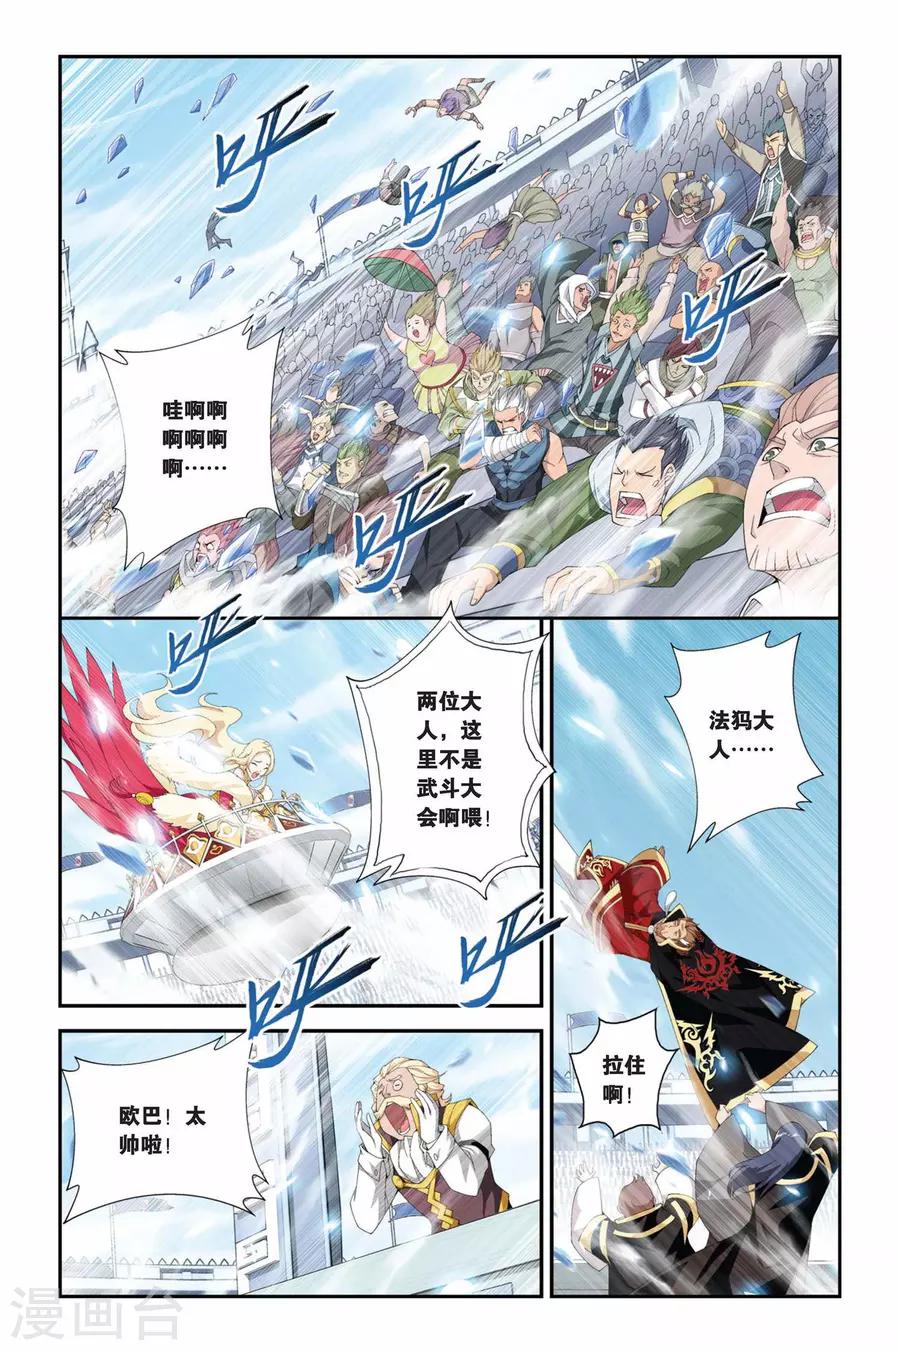 呼
呼
呼
哇啊啊
啊啊啊
啊……
呼
呼
两位大
人，这
里不是
武斗大
会啊喂！
法犸大
人……
呼
呼
拉住
啊！
欧巴！太
帅啦！
漫画台